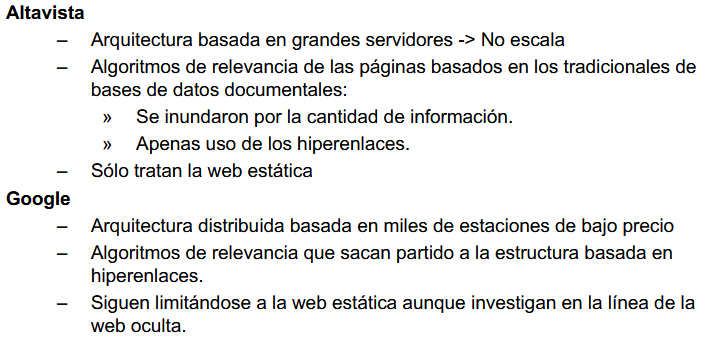 Altavista
– Arquitectura basada en grandes servidores -> No escala
– Algoritmos de relevancia de las páginas basados en los tradicionales de
bases de datos documentales:
» Se inundaron por la cantidad de información.
» Apenas uso de los hiperenlaces.
– Sólo tratan la web estática
Google
– Arquitectura distribuida basada en miles de estaciones de bajo precio
– Algoritmos de relevancia que sacan partido a la estructura basada en
hiperenlaces.
– Siguen limitándose a la web estática aunque investigan en la línea de la
web oculta.